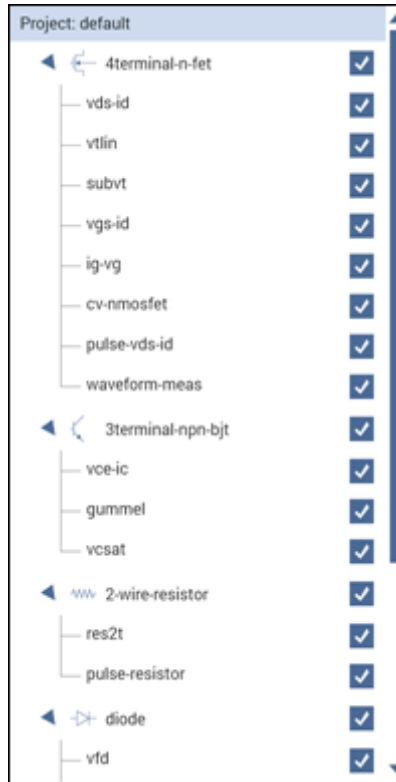 Project: default
4terminal-n-fet
vds-id
vtlin
subvt
vgs-id
ig-vg
cv-nmosfet
pulse-vds-id
waveform-meas
3terminal-npn-bjt
vce-ic
gummel
vcsat
2-wire-resistor
res2t
pulse-resistor
diode
vfd